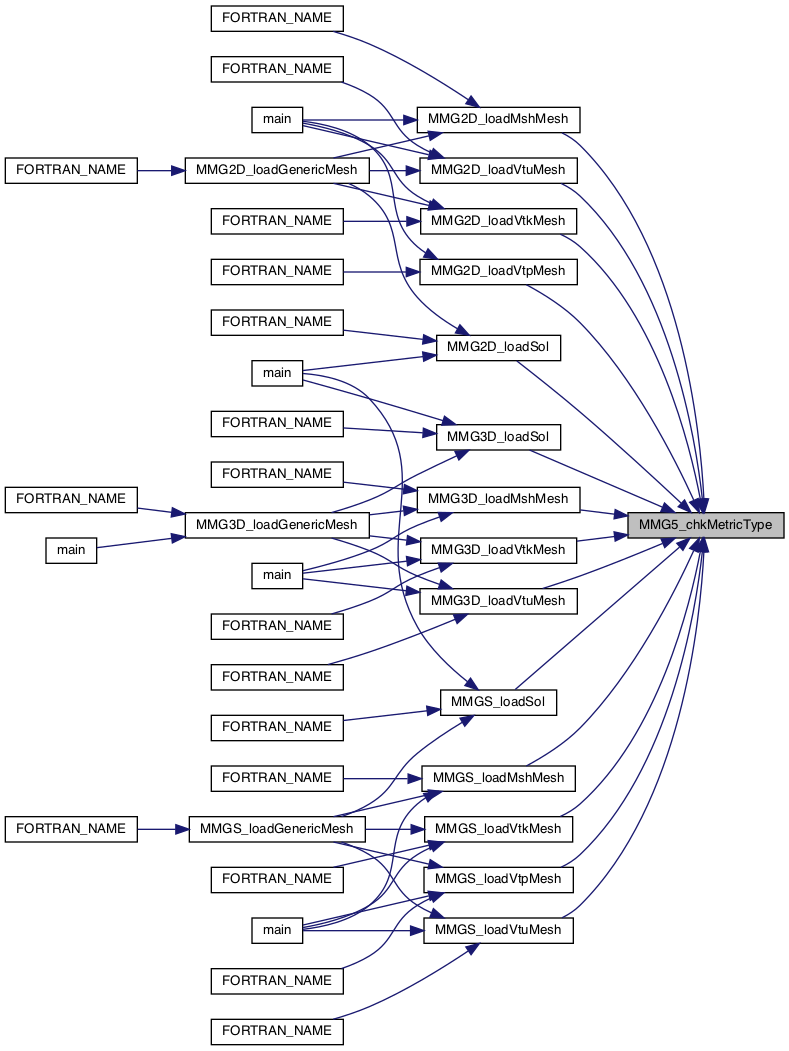 FORTRAN_NAME
FORTRAN_NAME
main
MMG2D_loadMshMesh
FORTRAN_NAME
MMG2D_loadGenericMesh
MMG2D_loadVtuMesh
FORTRAN_NAME
MMG2D_loadVtkMesh
FORTRAN_NAME
MMG2D_loadVtpMesh
FORTRAN_NAME
MMG2D_loadSol
main
FORTRAN_NAME
MMG3D_loadSol
FORTRAN_NAME
MMG3D_loadMshMesh
FORTRAN_NAME
MMG3D_loadGenericMesh
MMG5_chkMetricType
main
MMG3D_loadVtkMesh
main
MMG3D_loadVtuMesh
FORTRAN_NAME
FORTRAN_NAME
MMGS_loadSol
FORTRAN_NAME
FORTRAN_NAME
MMGS_loadMshMesh
FORTRAN_NAME
MMGS_loadGenericMesh
MMGS_loadVtkMesh
FORTRAN_NAME
MMGS_loadVtpMesh
main
MMGS_loadVtuMesh
FORTRAN_NAME
FORTRAN_NAME